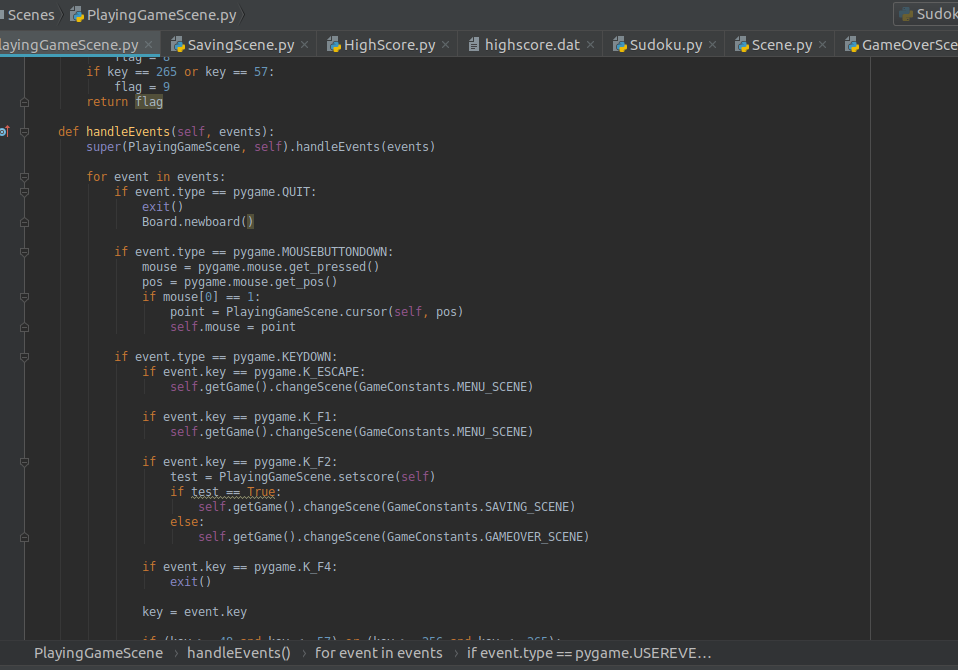 Scenes PlayingGameScene.py Sudok
layingGameScene.py SavingScene.py HighScore.py highscore.dat Sudoku.py Scene.py GameOverSce
if key == 265 or key == 57:
flag = 9
return flag
def handleEvents(self, events):
super(PlayingGameScene, self).handleEvents(events)
for event in events:
if event.type == pygame.QUIT:
exit()
Board.newboard()
if event.type == pygame.MOUSEBUTTONDOWN:
mouse = pygame.mouse.get_pressed()
pos = pygame.mouse.get_pos()
if mouse[0] == 1:
point = PlayingGameScene.cursor(self, pos)
self.mouse = point
if event.type == pygame.KEYDOWN:
if event.key == pygame.K_ESCAPE:
self.getGame().changeScene(GameConstants.MENU_SCENE)
if event.key == pygame.K_F1:
self.getGame().changeScene(GameConstants.MENU_SCENE)
if event.key == pygame.K_F2:
test = PlayingGameScene.setscore(self)
if test == True:
self.getGame().changeScene(GameConstants.SAVING_SCENE)
else:
self.getGame().changeScene(GameConstants.GAMEOVER_SCENE)
if event.key == pygame.K_F4:
exit()
key = event.key
PlayingGameScene › handleEvents() › for event in events › if event.type == pygame.USEREVE...